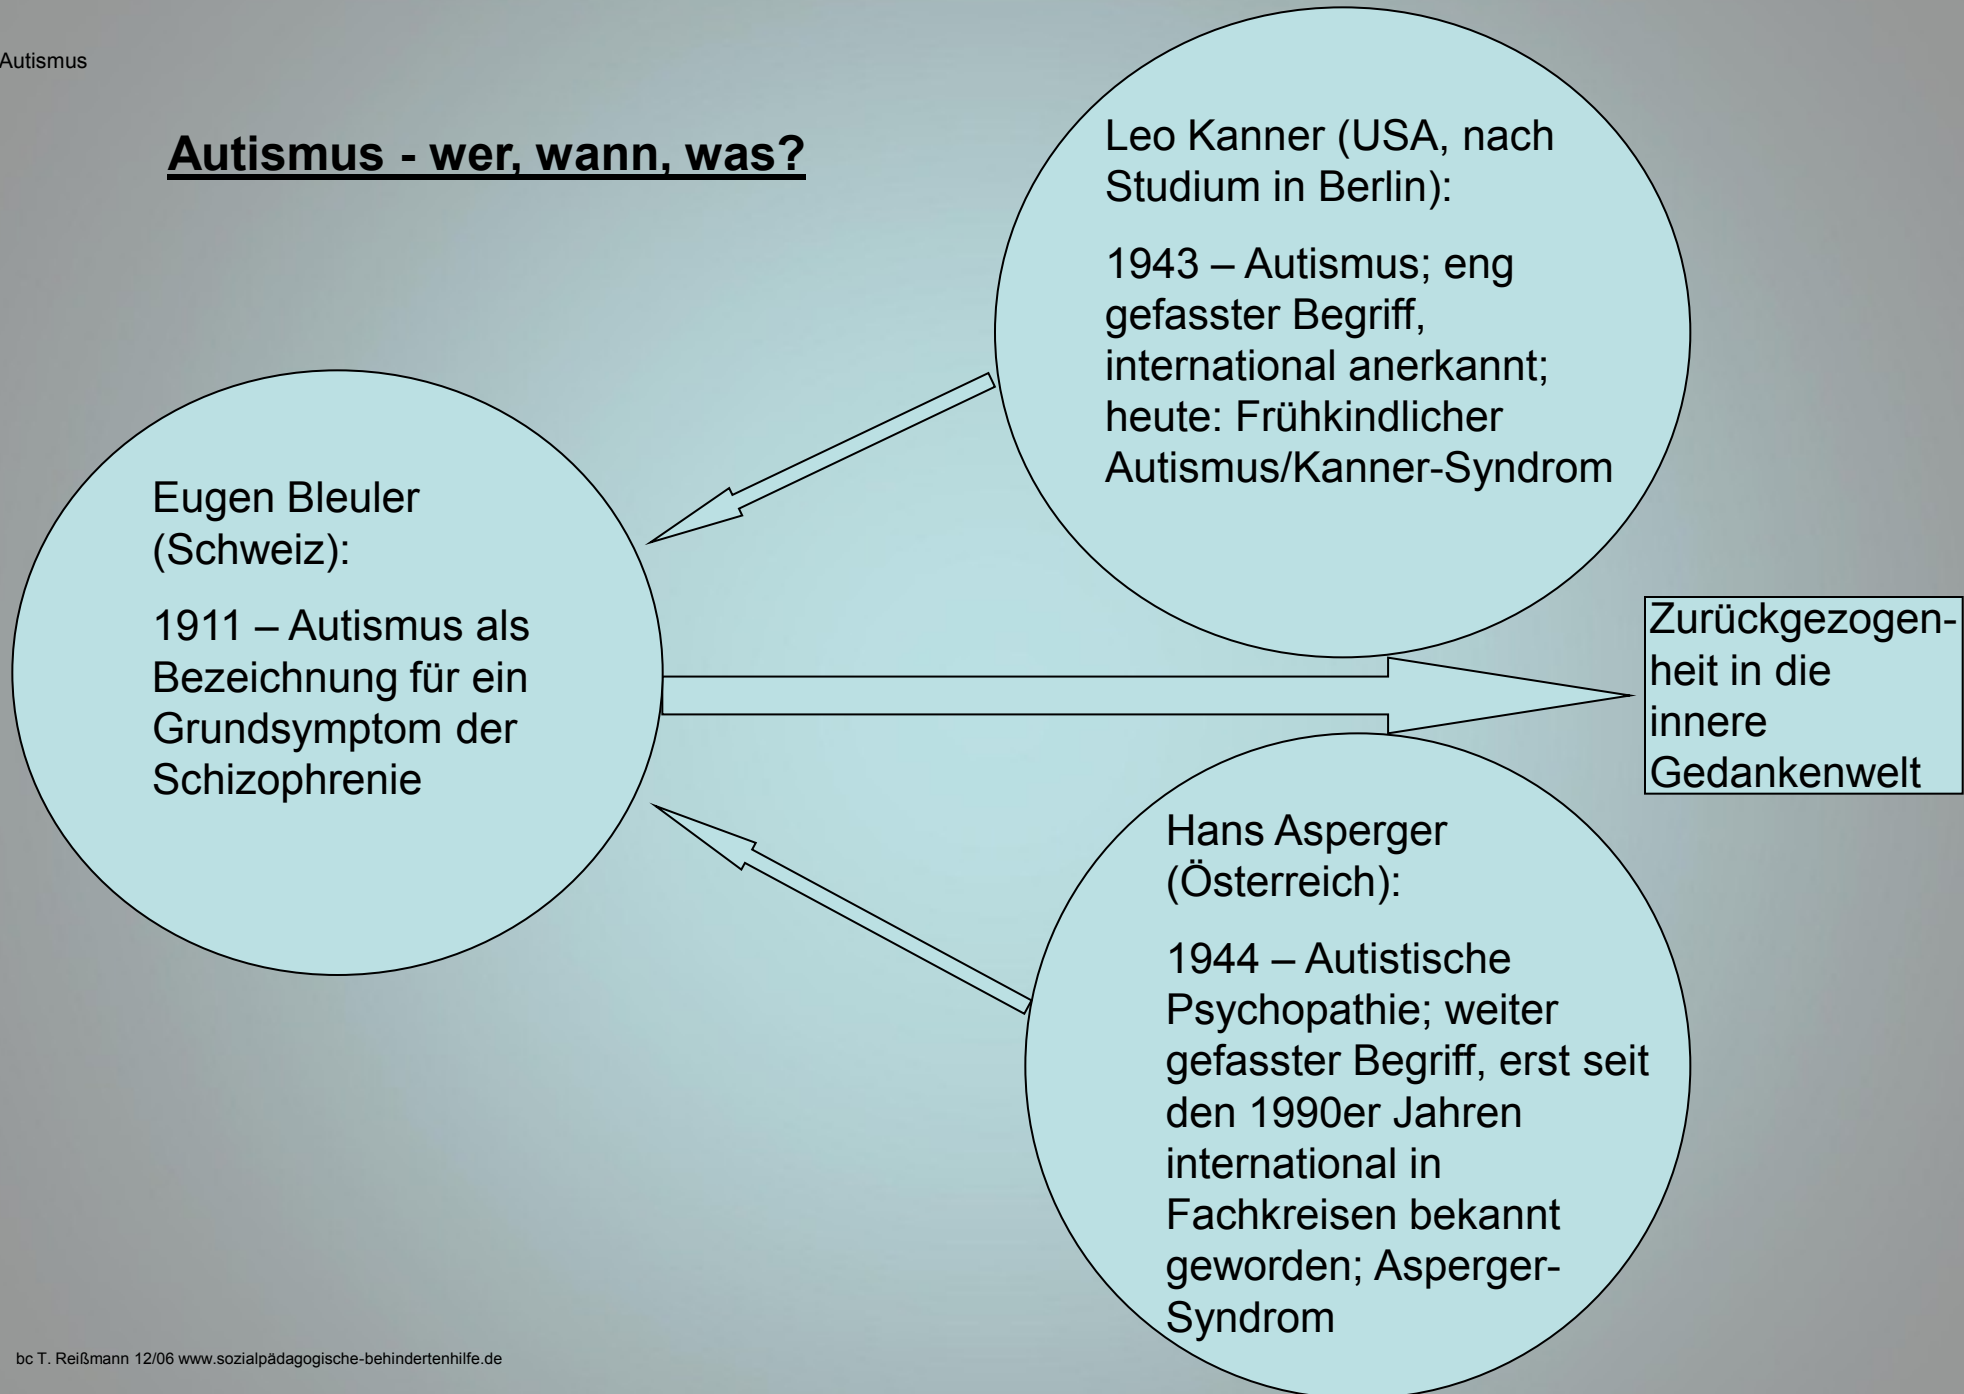 Autismus
Autismus - wer, wann, was?
Leo Kanner (USA, nach
Studium in Berlin):
1943 – Autismus; eng
gefasster Begriff,
international anerkannt;
heute: Frühkindlicher
Autismus/Kanner-Syndrom
Eugen Bleuler
(Schweiz):
1911 – Autismus als
Bezeichnung für ein
Grundsymptom der
Schizophrenie
Zurückgezogen-
heit in die
innere
Gedankenwelt
Hans Asperger
(Österreich):
1944 – Autistische
Psychopathie; weiter
gefasster Begriff, erst seit
den 1990er Jahren
international in
Fachkreisen bekannt
geworden; Asperger-
Syndrom
bc T. Reißmann 12/06 www.sozialpädagogische-behindertenhilfe.de